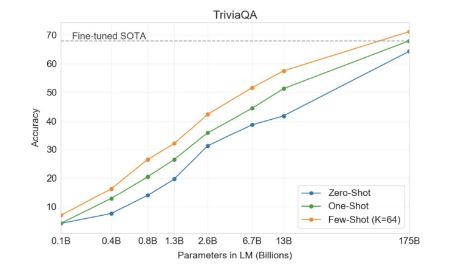 TriviaQA
Fine-tuned SOTA
70
60
50
40
30
20
10
Accuracy
Zero-Shot
One-Shot
Few-Shot (K=64)
0.1B 0.4B 0.8B 1.3B 2.6B 6.7B 13B 175B
Parameters in LM (Billions)